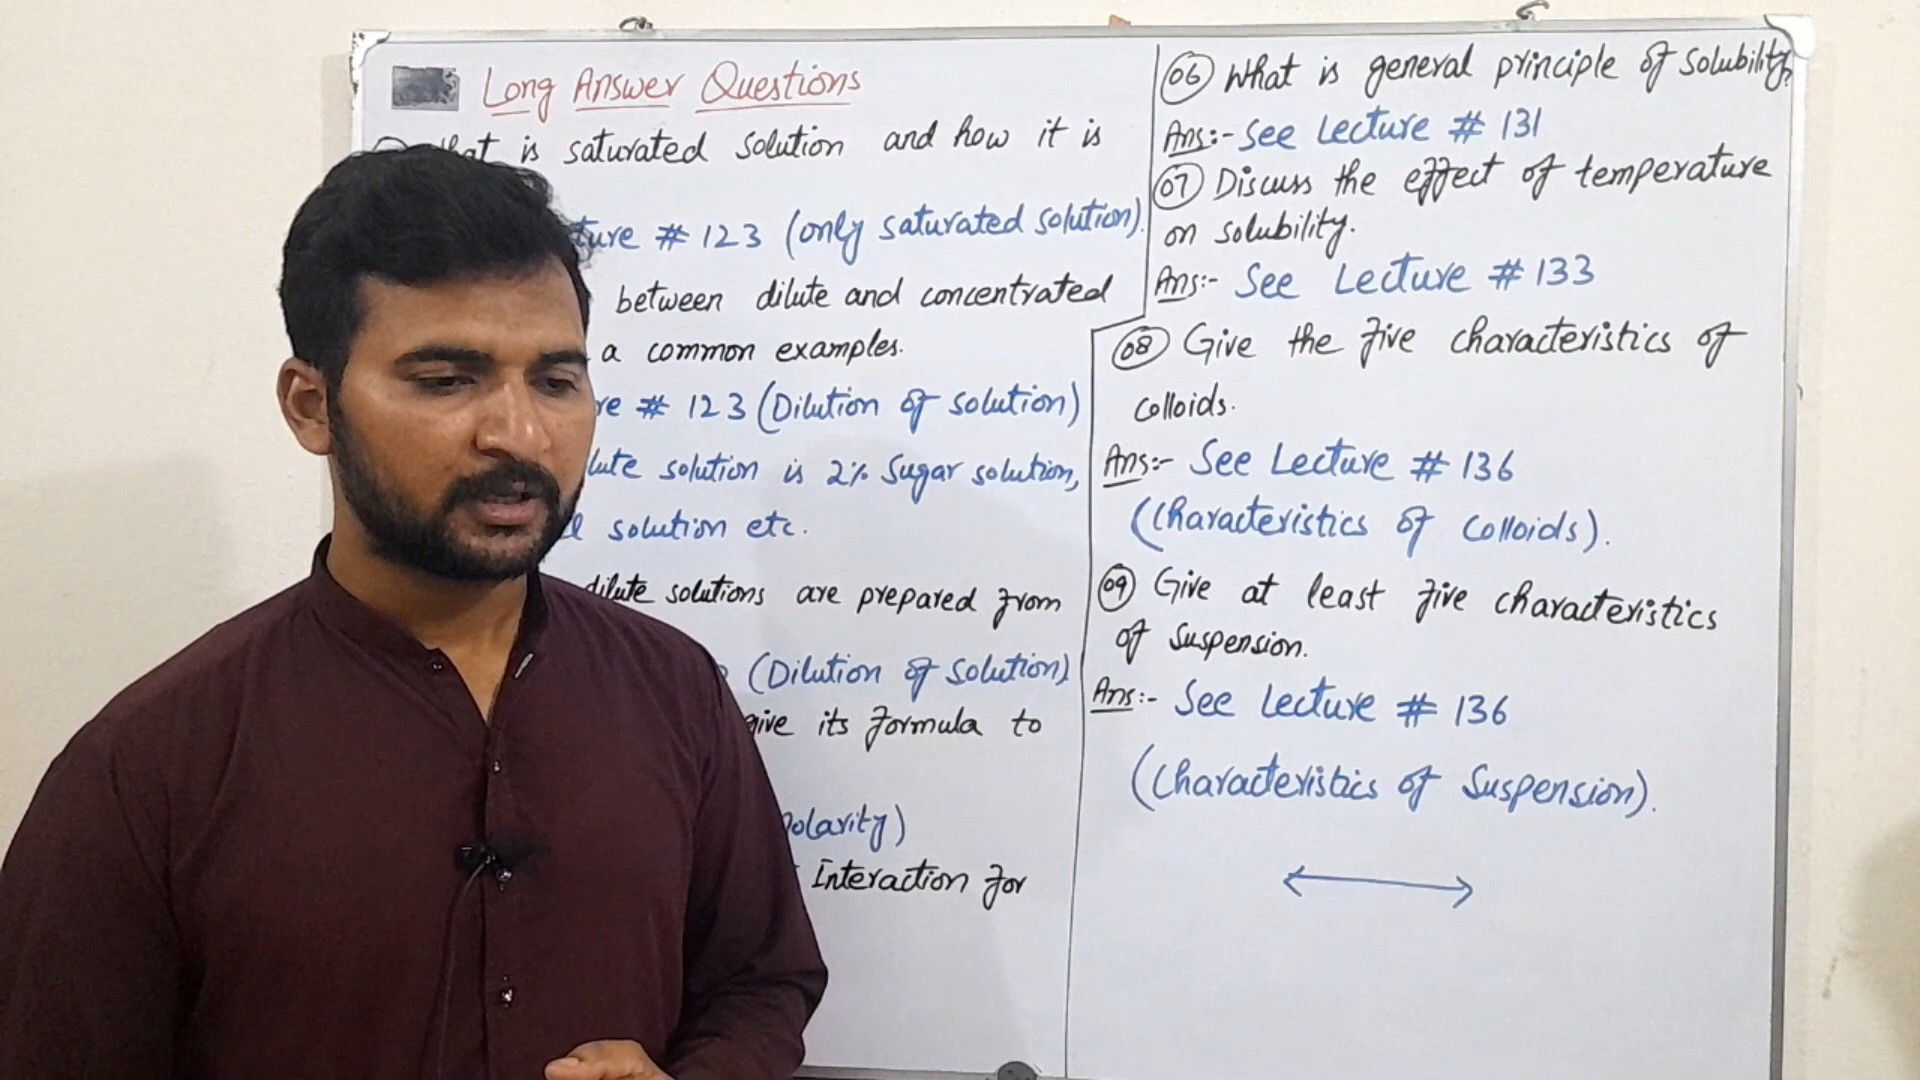 Long Answer Questions
is saturated solution and how it is
# 123 (only saturated solution).
between dilute and concentrated
a common examples.
# 123 (Dilution of solution)
solution is 2% Sugar solution,
solution etc.
dilute solutions are prepared from
(Dilution of solution)
give its formula to
Interaction for
06 What is general principle of solubility?
Ans:- See Lecture # 131
07 Discuss the effect of temperature
on solubility.
Ans:- See Lecture # 133
08 Give the five characteristics of
colloids.
Ans:- See Lecture # 136
(Characteristics of Colloids).
09 Give at least five characteristics
of suspension.
Ans:- See Lecture # 136
(Characteristics of Suspension).